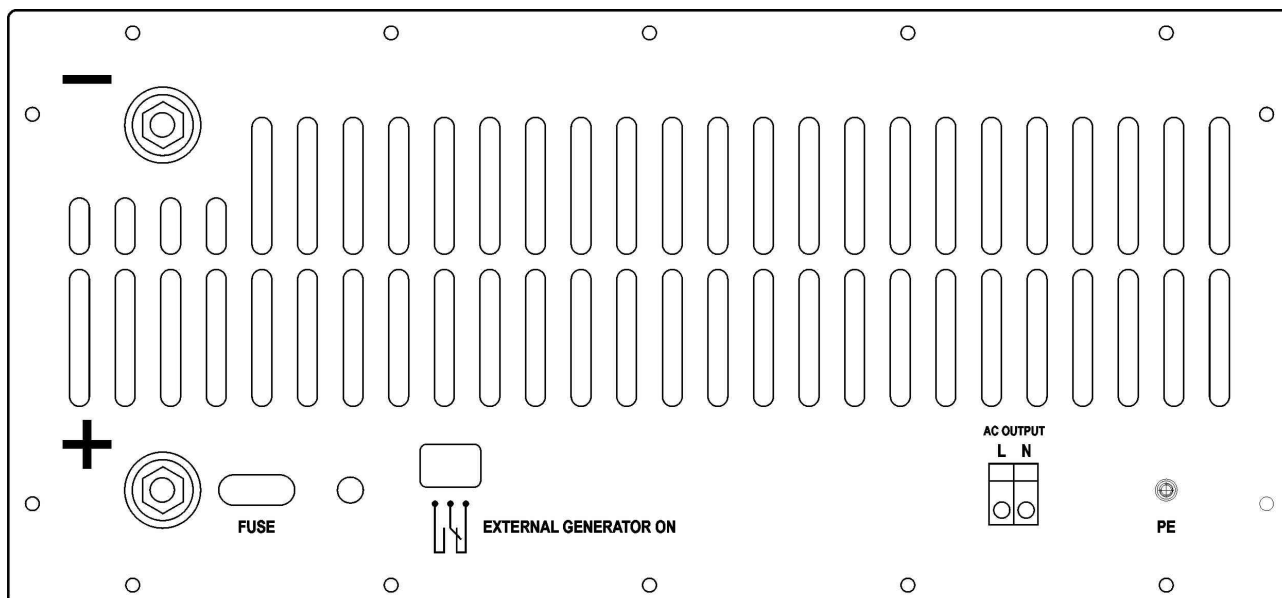 −
+
AC OUTPUT
L N
FUSE
EXTERNAL GENERATOR ON
PE